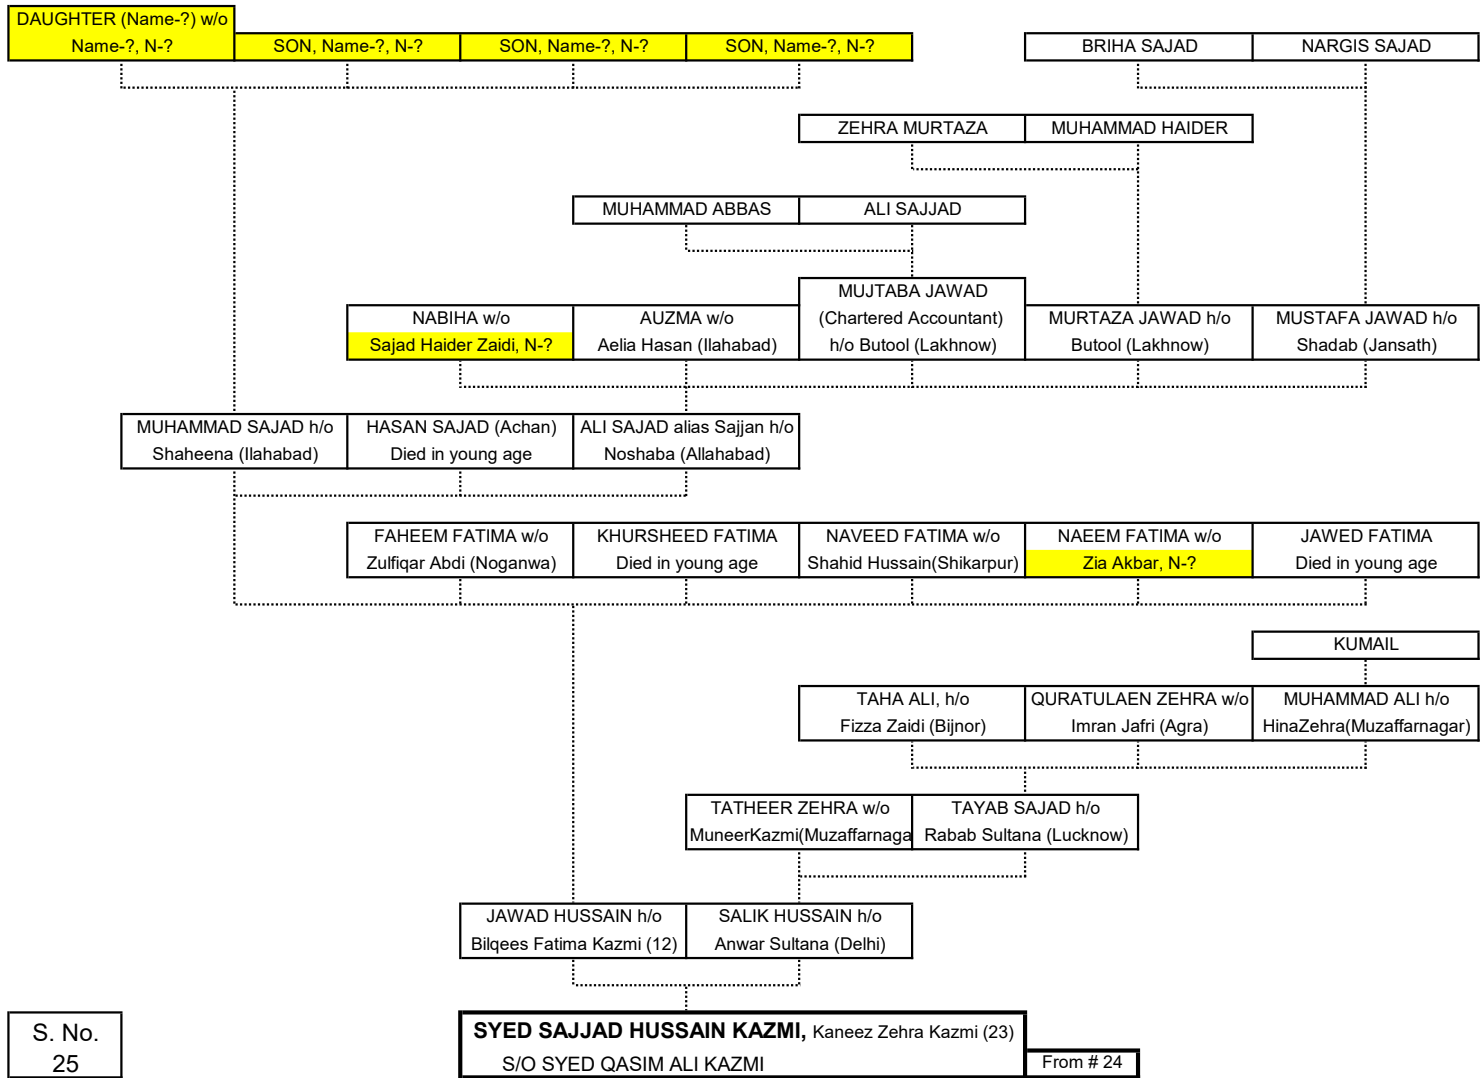 DAUGHTER (Name-?) w/o
Name-?, N-?
SON, Name-?, N-?
SON, Name-?, N-?
SON, Name-?, N-?
BRIHA SAJAD
NARGIS SAJAD
ZEHRA MURTAZA
MUHAMMAD HAIDER
MUHAMMAD ABBAS
ALI SAJJAD
NABIHA w/o
Sajad Haider Zaidi, N-?
AUZMA w/o
Aelia Hasan (Ilahabad)
MUJTABA JAWAD
(Chartered Accountant)
h/o Butool (Lakhnow)
MURTAZA JAWAD h/o
Butool (Lakhnow)
MUSTAFA JAWAD h/o
Shadab (Jansath)
MUHAMMAD SAJAD h/o
Shaheena (Ilahabad)
HASAN SAJAD (Achan)
Died in young age
ALI SAJAD alias Sajjan h/o
Noshaba (Allahabad)
FAHEEM FATIMA w/o
Zulfiqar Abdi (Noganwa)
KHURSHEED FATIMA
Died in young age
NAVEED FATIMA w/o
Shahid Hussain(Shikarpur)
NAEEM FATIMA w/o
Zia Akbar, N-?
JAWED FATIMA
Died in young age
KUMAIL
TAHA ALI, h/o
Fizza Zaidi (Bijnor)
QURATULAEN ZEHRA w/o
Imran Jafri (Agra)
MUHAMMAD ALI h/o
HinaZehra(Muzaffarnagar)
TATHEER ZEHRA w/o
MuneerKazmi(Muzaffarnaga
TAYAB SAJAD h/o
Rabab Sultana (Lucknow)
JAWAD HUSSAIN h/o
Bilqees Fatima Kazmi (12)
SALIK HUSSAIN h/o
Anwar Sultana (Delhi)
S. No.
25
SYED SAJJAD HUSSAIN KAZMI, Kaneez Zehra Kazmi (23)
S/O SYED QASIM ALI KAZMI
From # 24